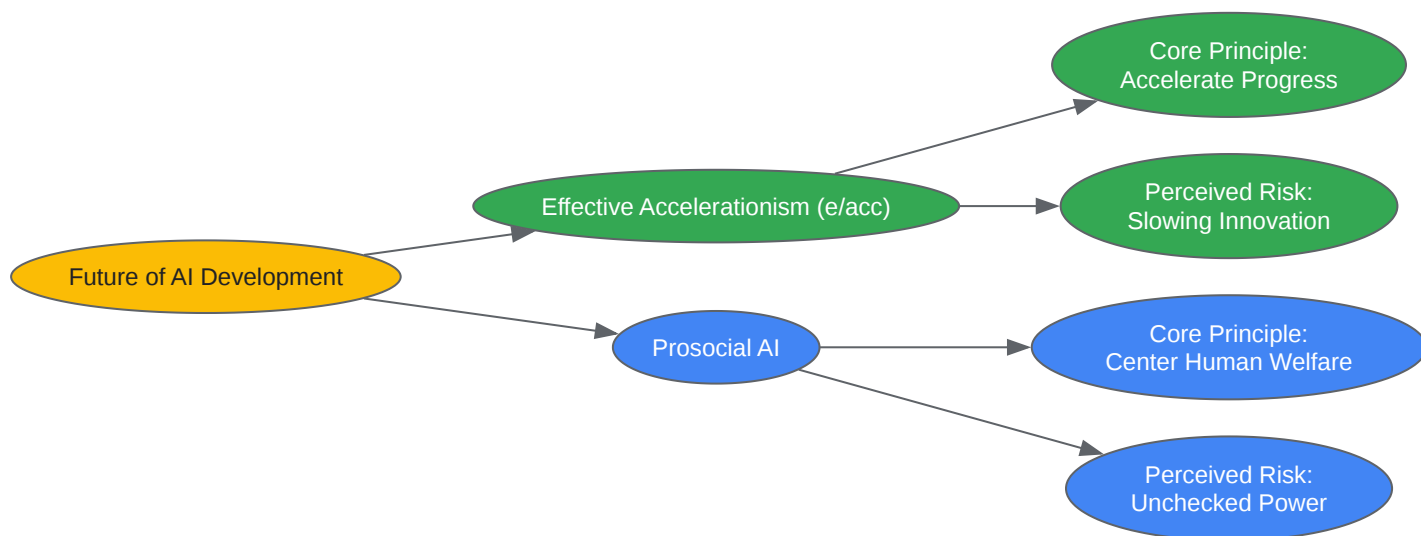 Future of AI Development
Effective Accelerationism (e/acc)
Core Principle:
Accelerate Progress
Perceived Risk:
Slowing Innovation
Prosocial AI
Core Principle:
Center Human Welfare
Perceived Risk:
Unchecked Power